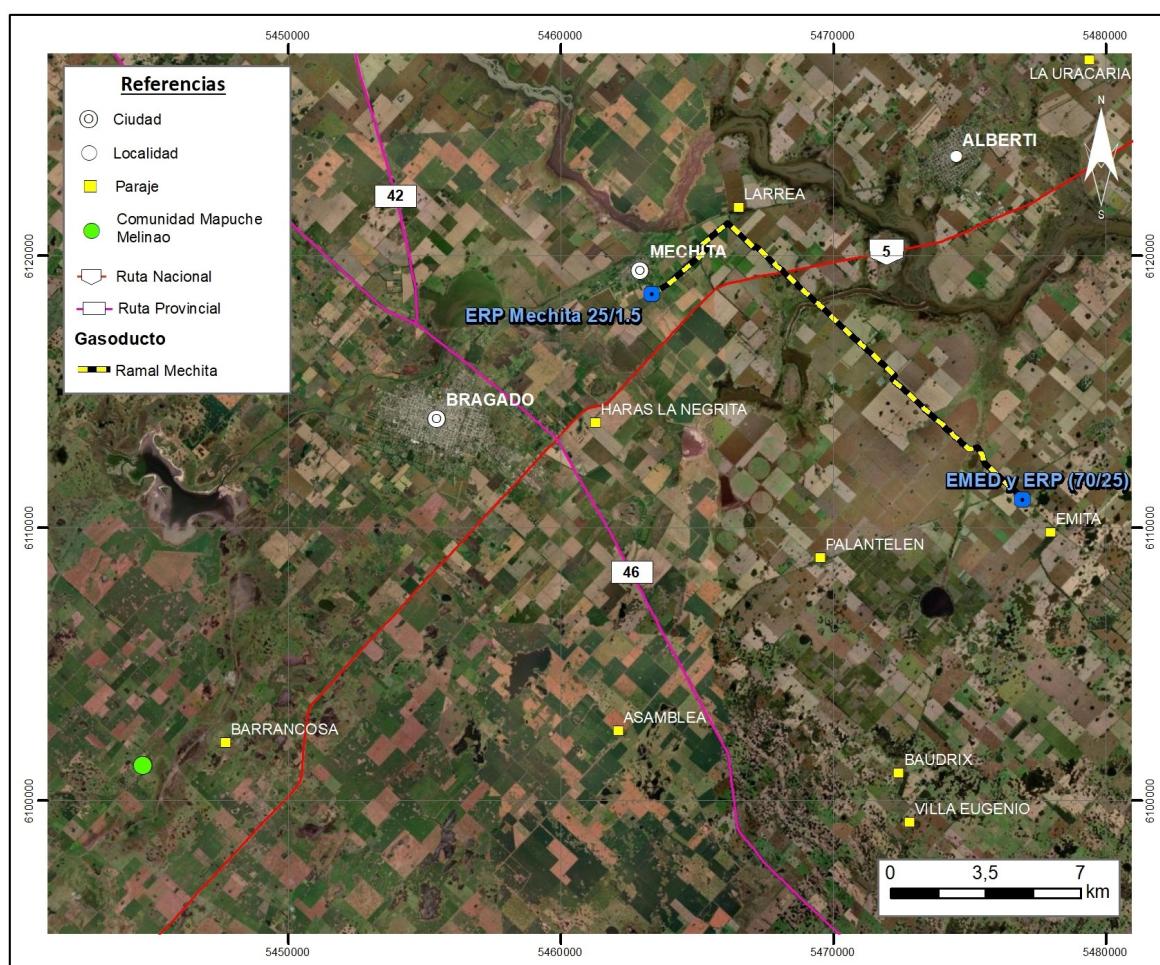 5450000
5460000
5470000
5480000
Referencias
Ciudad
Localidad
Paraje
Comunidad Mapuche
Melinao
Ruta Nacional
Ruta Provincial
Gasoducto
Ramal Mechita
LA URACARIA
N
S
ALBERTI
42
LARREA
MECHITA
5
6120000
6120000
ERP Mechita 25/1.5
BRAGADO
HARAS LA NEGRITA
EMED y ERP (70/25)
EMITA
6110000
6110000
PALANTELEN
46
ASAMBLEA
BARRANCOSA
BAUDRIX
6100000
6100000
VILLA EUGENIO
0 3,5 7
km
5450000
5460000
5470000
5480000